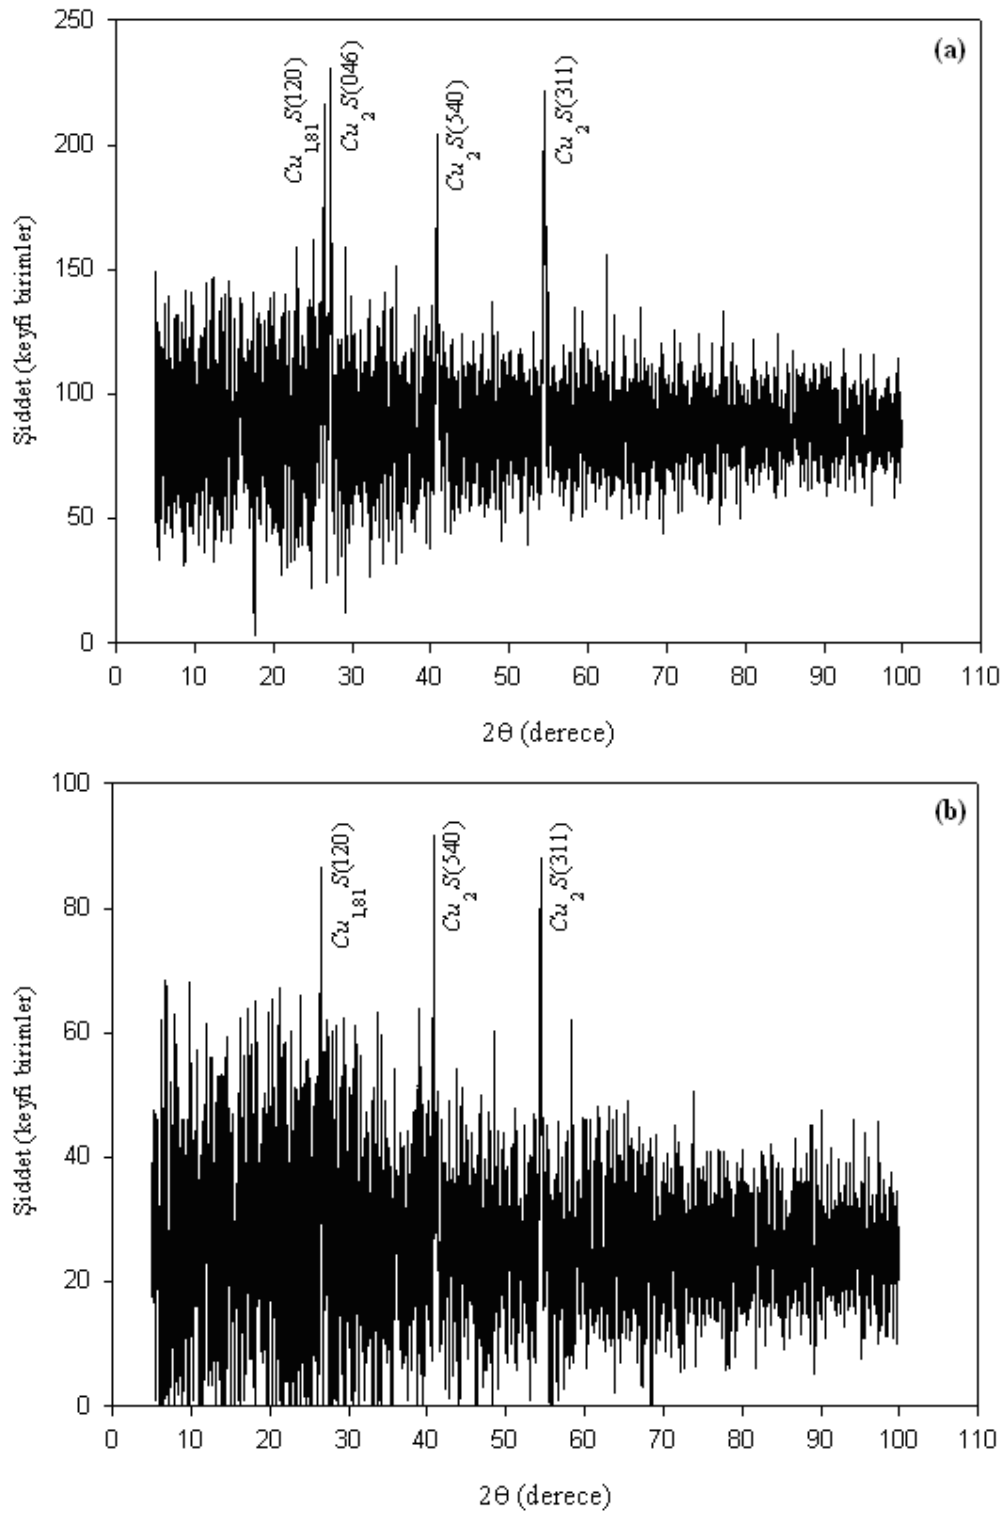 250
200
150
100
50
0
0 10 20 30 40 50 60 70 80 90 100 110
Şiddet (keyfi birimler)
2θ (derece)
(a)
Cu1,81S(120)
Cu2S(046)
Cu2S(540)
Cu2S(311)
100
80
60
40
20
0
0 10 20 30 40 50 60 70 80 90 100 110
Şiddet (keyfi birimler)
2θ (derece)
(b)
Cu1,81S(120)
Cu2S(540)
Cu2S(311)